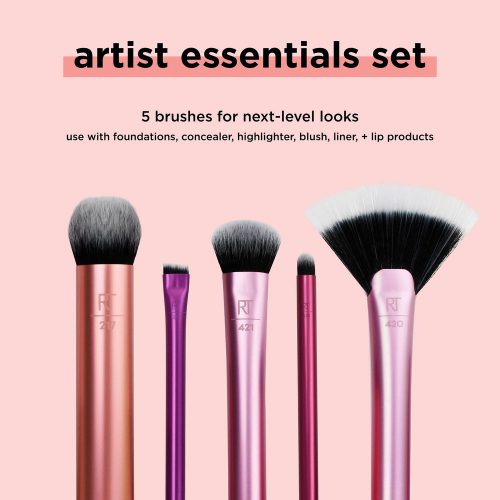 artist essentials set
5 brushes for next-level looks
use with foundations, concealer, highlighter, blush, liner, + lip products
RT
217
RT
421
RT
420